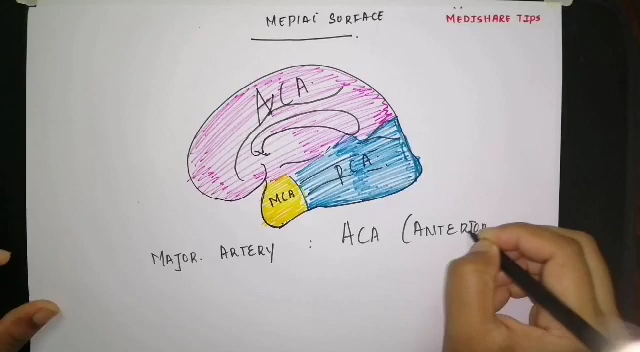 MEDIAL SURFACE
MEDISHARE TIPS
ACA
PCA
MCA
MAJOR. ARTERY : ACA (ANTERIOR